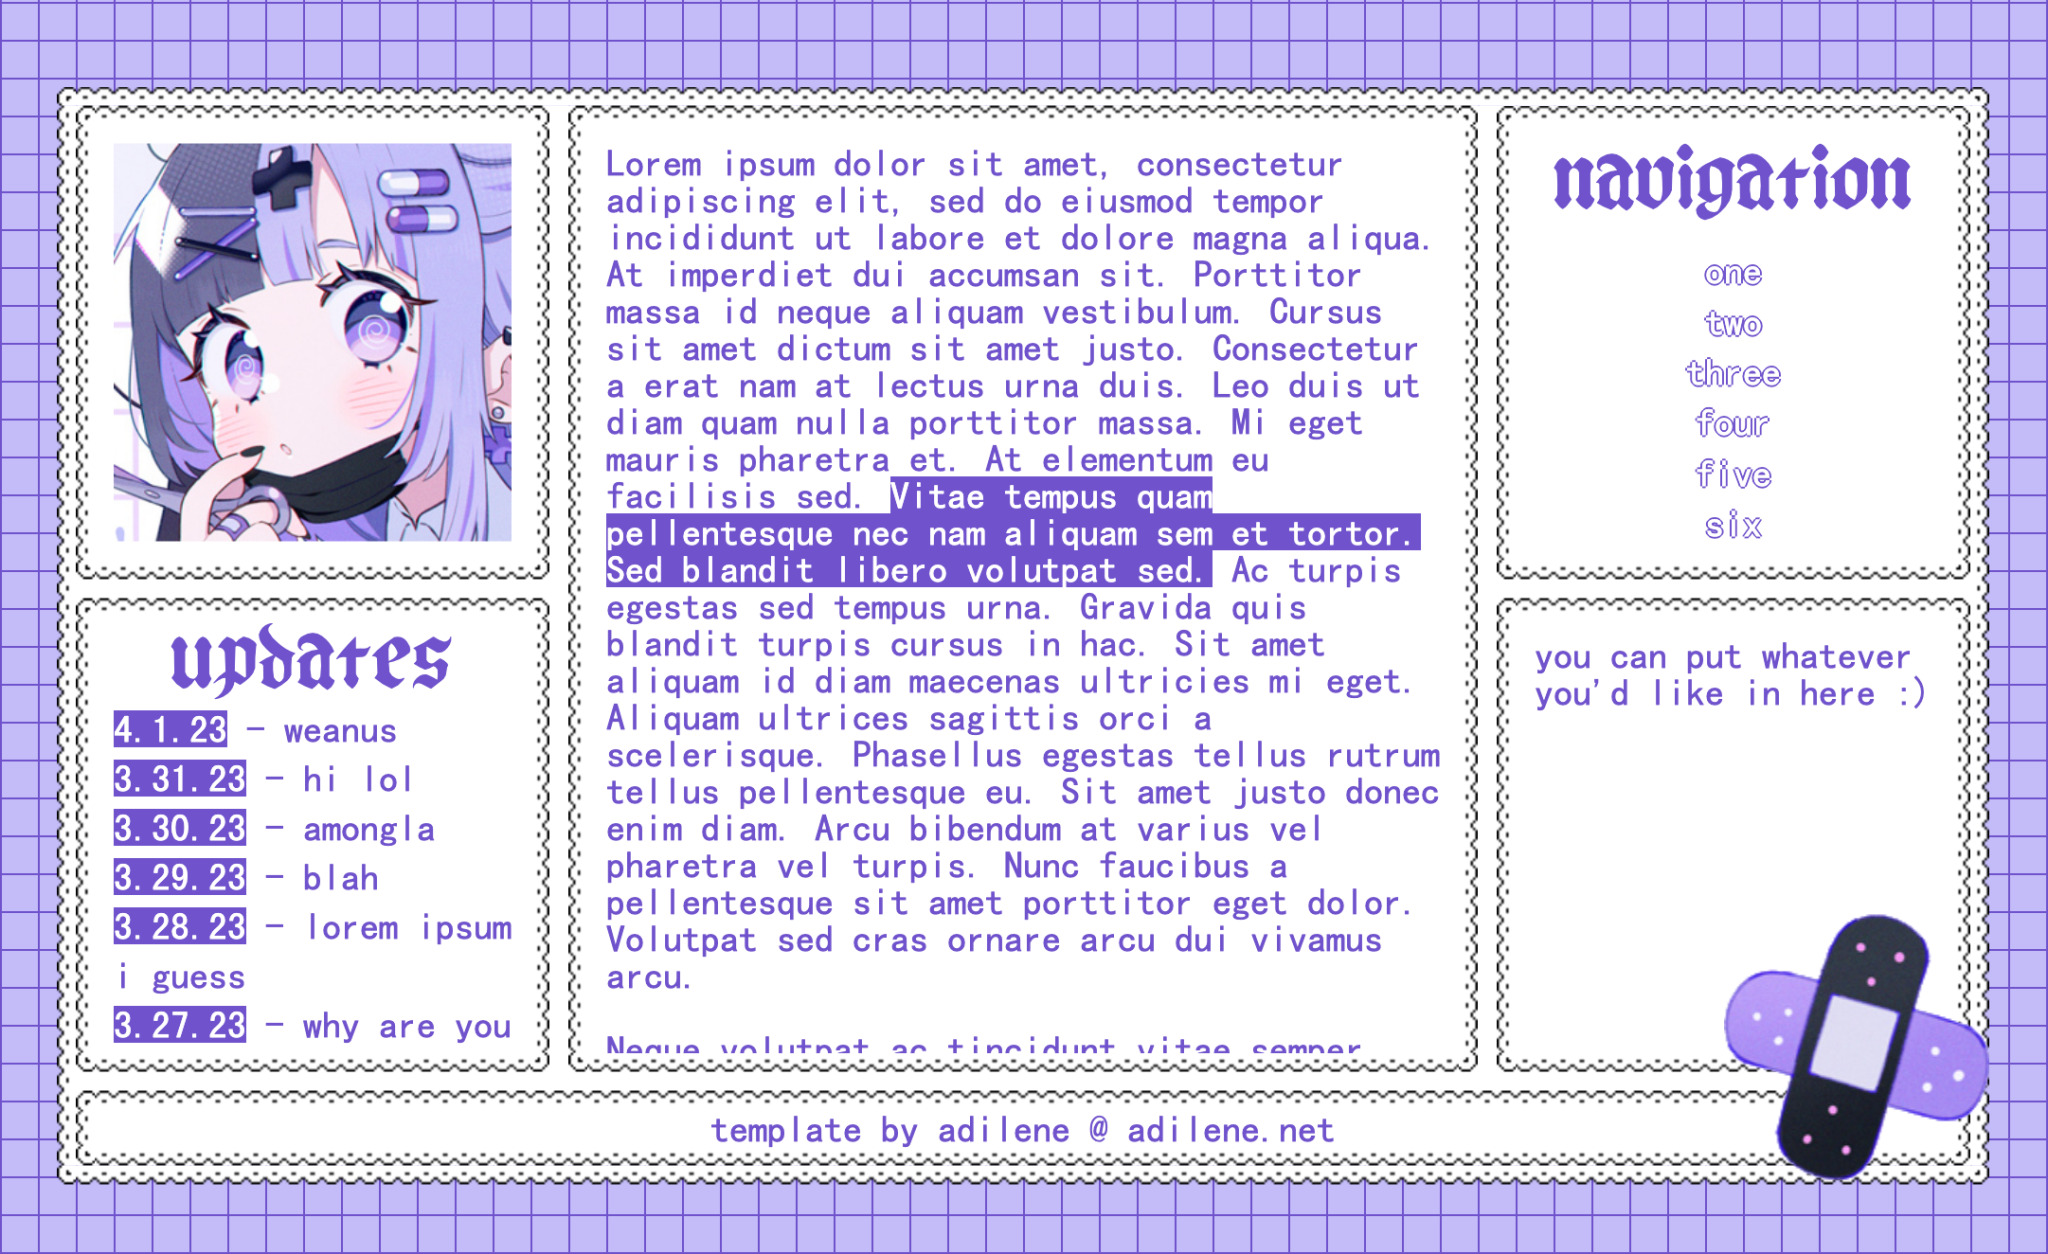 Lorem ipsum dolor sit amet, consectetur
adipiscing elit, sed do eiusmod tempor
incididunt ut labore et dolore magna aliqua.
At imperdiet dui accumsan sit. Porttitor
massa id neque aliquam vestibulum. Cursus
sit amet dictum sit amet justo. Consectetur
a erat nam at lectus urna duis. Leo duis ut
diam quam nulla porttitor massa. Mi eget
mauris pharetra et. At elementum eu
facilisis sed. Vitae tempus quam
pellentesque nec nam aliquam sem et tortor.
Sed blandit libero volutpat sed. Ac turpis
egestas sed tempus urna. Gravida quis
blandit turpis cursus in hac. Sit amet
aliquam id diam maecenas ultricies mi eget.
Aliquam ultrices sagittis orci a
scelerisque. Phasellus egestas tellus rutrum
tellus pellentesque eu. Sit amet justo donec
enim diam. Arcu bibendum at varius vel
pharetra vel turpis. Nunc faucibus a
pellentesque sit amet porttitor eget dolor.
Volutpat sed cras ornare arcu dui vivamus
arcu.
Neque volutpat ac tincidunt vitae semper
updates
4.1.23 - weanus
3.31.23 - hi lol
3.30.23 - amongla
3.29.23 - blah
3.28.23 - lorem ipsum
i guess
3.27.23 - why are you
navigation
one
two
three
four
five
six
you can put whatever
you'd like in here :)
template by adilene @ adilene.net